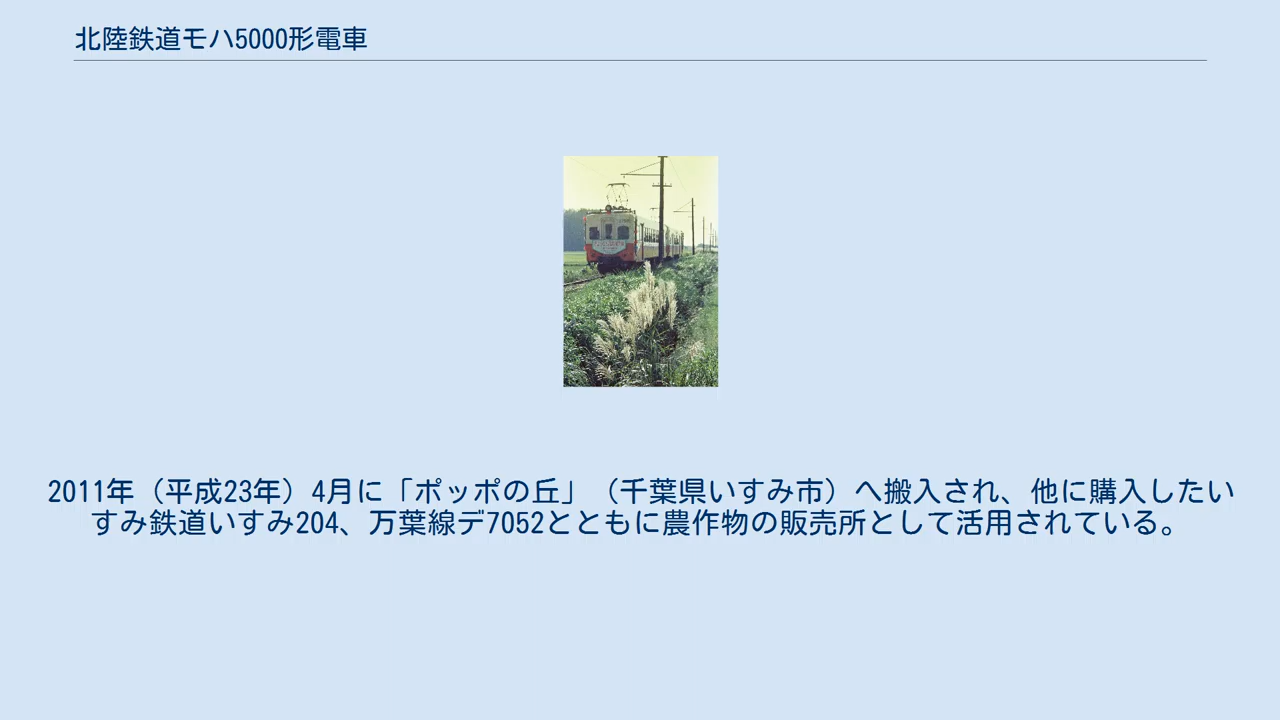 北陸鉄道モハ5000形電車
2011年（平成23年）4月に「ポッポの丘」（千葉県いすみ市）へ搬入され、他に購入したい
すみ鉄道いすみ204、万葉線デ7052とともに農作物の販売所として活用されている。